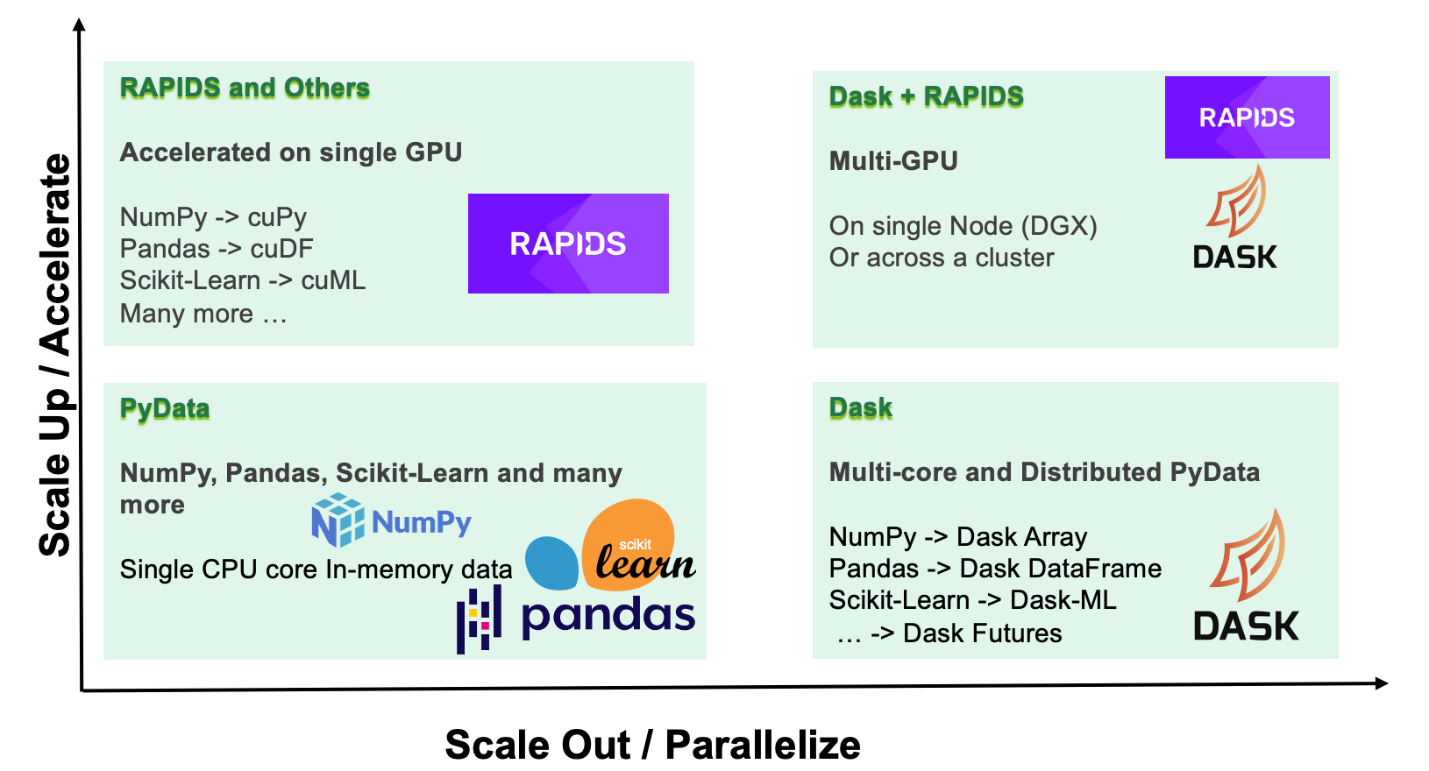 Scale Up / Accelerate
RAPIDS and Others
Accelerated on single GPU
NumPy -> cuPy
Pandas -> cuDF
Scikit-Learn -> cuML
Many more …
RAPIDS
Dask + RAPIDS
Multi-GPU
On single Node (DGX)
Or across a cluster
RAPIDS
DASK
PyData
NumPy, Pandas, Scikit-Learn and many
more
NumPy
Single CPU core In-memory data
scikit
learn
pandas
Dask
Multi-core and Distributed PyData
NumPy -> Dask Array
Pandas -> Dask DataFrame
Scikit-Learn -> Dask-ML
… -> Dask Futures
DASK
Scale Out / Parallelize